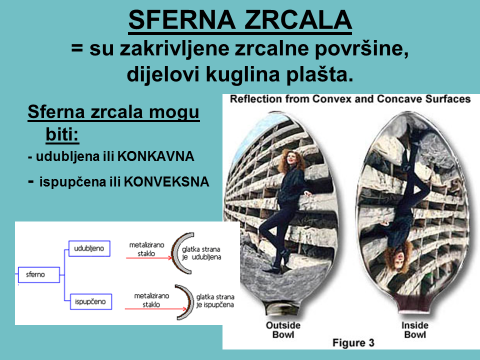 SFERNA ZRCALA
= su zakrivljene zrcalne površine,
dijelovi kuglina plašta.
Sferna zrcala mogu
biti:
- udubljena ili KONKAVNA
- ispupčena ili KONVEKSNA
Reflection from Convex and Concave Surfaces
Outside
Bowl
Inside
Bowl
Figure 3
sferno
udubljeno
metalizirano
staklo
glatka strana
je udubljena
ispupčeno
metalizirano
staklo
glatka strana
je ispupčena